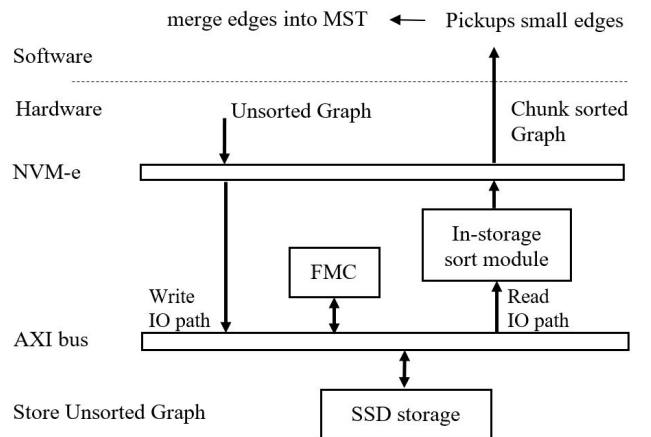 merge edges into MST
Pickups small edges
Software
Hardware
Unsorted Graph
Chunk sorted
Graph
NVM-e
In-storage
sort module
FMC
Write
IO path
Read
IO path
AXI bus
Store Unsorted Graph
SSD storage